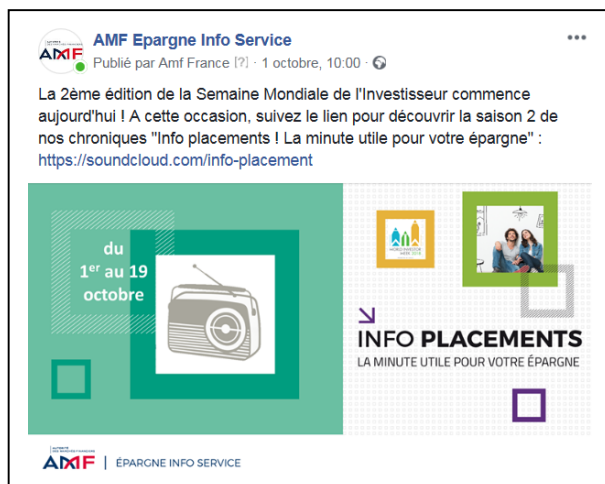 AMF Epargne Info Service
Publié par Amf France [?] · 1 octobre, 10:00 ·
La 2ème édition de la Semaine Mondiale de l'Investisseur commence
aujourd'hui ! A cette occasion, suivez le lien pour découvrir la saison 2 de
nos chroniques "Info placements ! La minute utile pour votre épargne" :
https://soundcloud.com/info-placement
du
1er au 19
octobre
INFO PLACEMENTS
LA MINUTE UTILE POUR VOTRE ÉPARGNE
AMF | ÉPARGNE INFO SERVICE